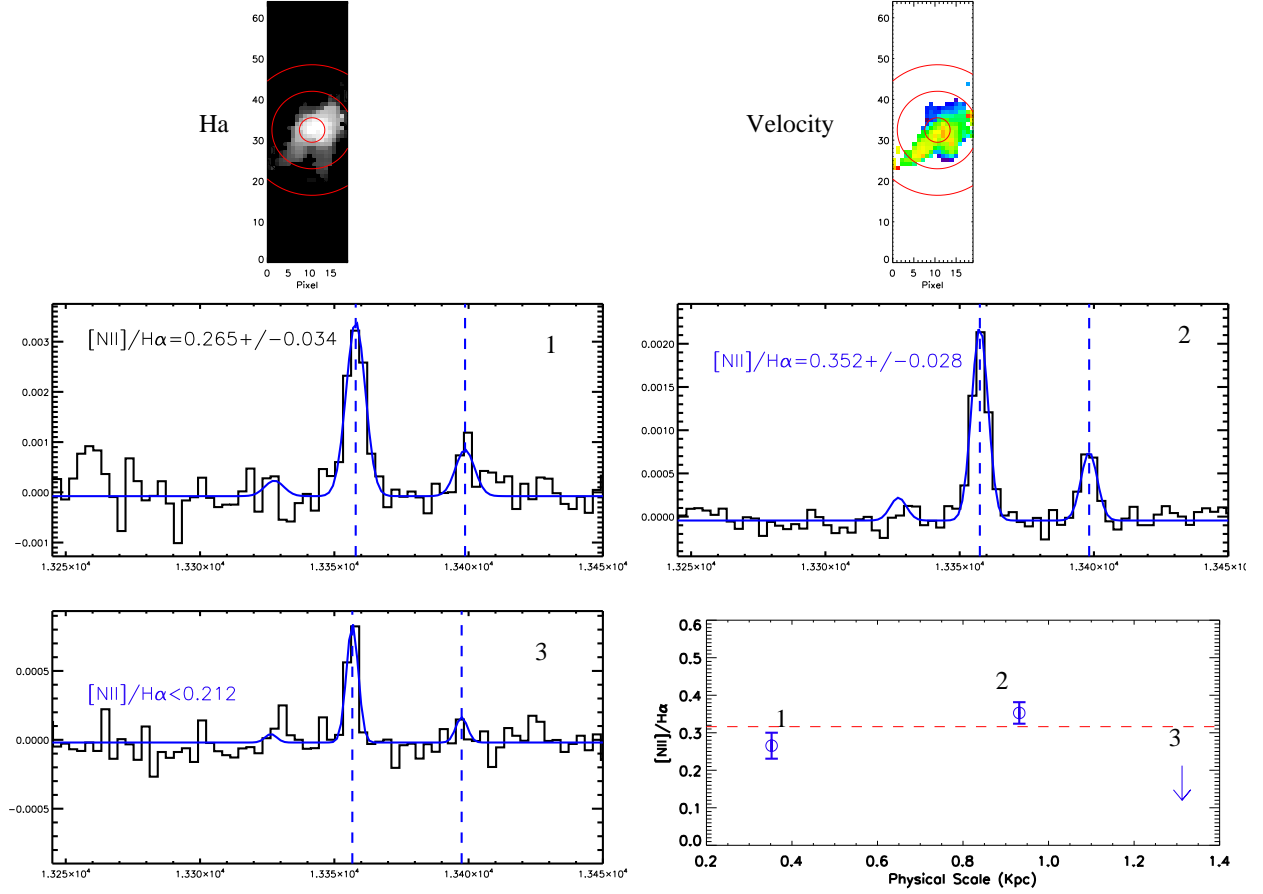 60
50
40
30
20
10
0
0 5 10 15
Pixel
Ha
60
50
40
30
20
10
0
0 5 10 15
Pixel
Velocity
[NII]/Hα=0.265+/-0.034
1
0.003
0.002
0.001
0.000
-0.001
1.325×10⁴ 1.330×10⁴ 1.335×10⁴ 1.340×10⁴ 1.345×10⁴
[NII]/Hα=0.352+/-0.028
2
0.0020
0.0015
0.0010
0.0005
0.0000
1.325×10⁴ 1.330×10⁴ 1.335×10⁴ 1.340×10⁴ 1.345×10⁴
[NII]/Hα<0.212
3
0.0005
0.0000
-0.0005
1.325×10⁴ 1.330×10⁴ 1.335×10⁴ 1.340×10⁴ 1.345×10⁴
[NII]/Hα
0.6
0.5
0.4
0.3
0.2
0.1
0.0
1
2
3
0.2 0.4 0.6 0.8 1.0 1.2 1.4
Physical Scale (Kpc)